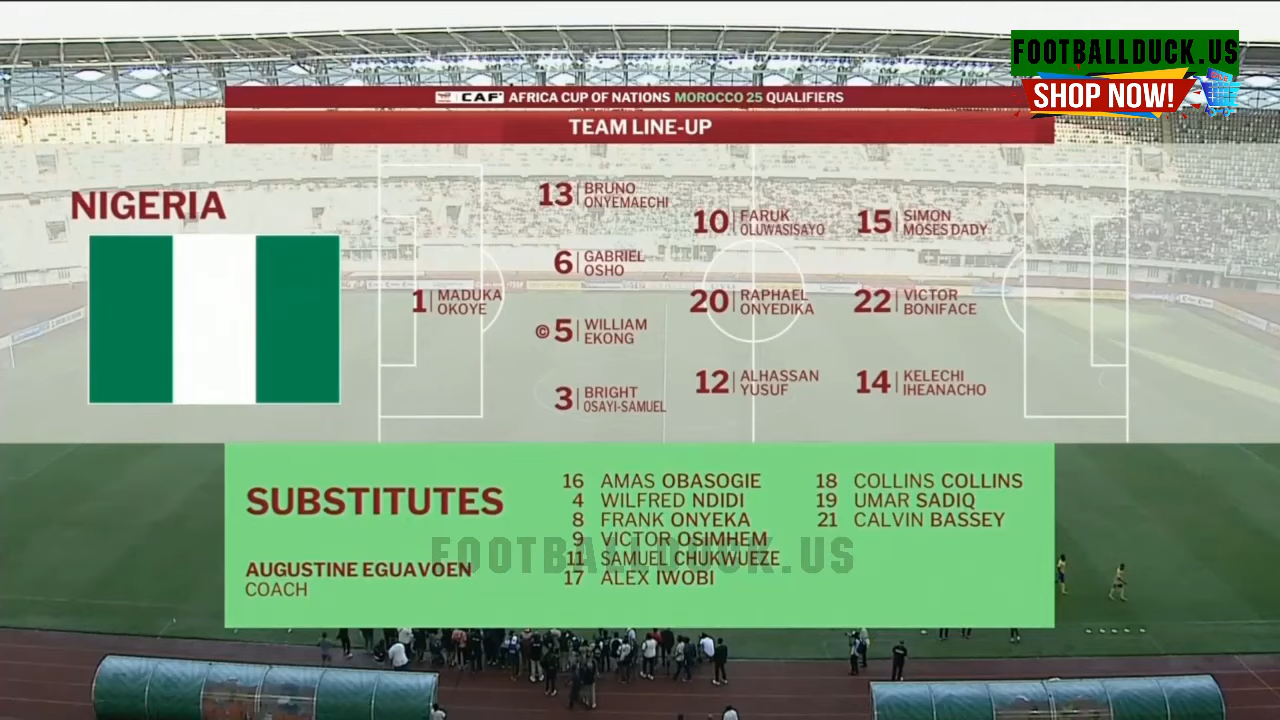 FOOTBALLDUCK.US
SHOP NOW!
CAF AFRICA CUP OF NATIONS MOROCCO 25 QUALIFIERS
TEAM LINE-UP
NIGERIA
1 MADUKA
OKOYE
13 BRUNO
ONYEMAECHI
6 GABRIEL
OSHO
© 5 WILLIAM
EKONG
3 BRIGHT
OSAYI-SAMUEL
10 FARUK
OLUWASISAYO
20 RAPHAEL
ONYEDIKA
12 ALHASSAN
YUSUF
15 SIMON
MOSES DADY
22 VICTOR
BONIFACE
14 KELECHI
IHEANACHO
SUBSTITUTES
AUGUSTINE EGUAVOEN
COACH
16 AMAS OBASOGIE
4 WILFRED NDIDI
8 FRANK ONYEKA
9 VICTOR OSIMHEM
11 SAMUEL CHUKWUEZE
17 ALEX IWOBI
18 COLLINS COLLINS
19 UMAR SADIQ
21 CALVIN BASSEY
FOOTBALLDUCK.US